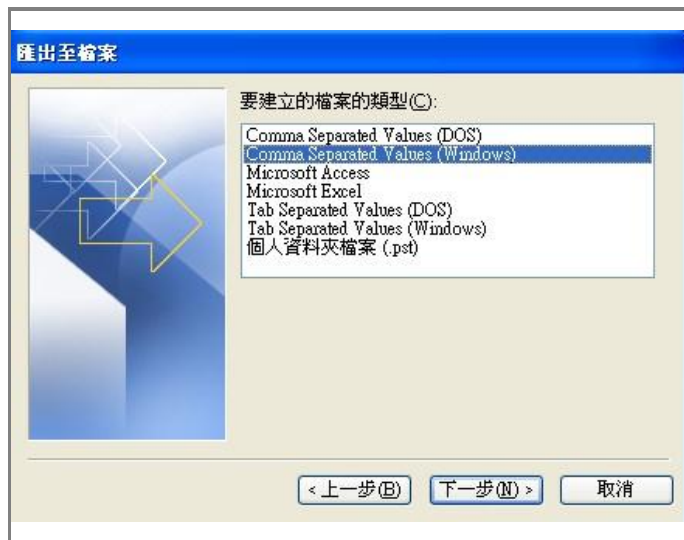 匯出至檔案
要建立的檔案的類型(C):
Comma Separated Values (DOS)
Comma Separated Values (Windows)
Microsoft Access
Microsoft Excel
Tab Separated Values (DOS)
Tab Separated Values (Windows)
個人資料夾檔案 (.pst)
<上一步(B) 下一步(N)> 取消